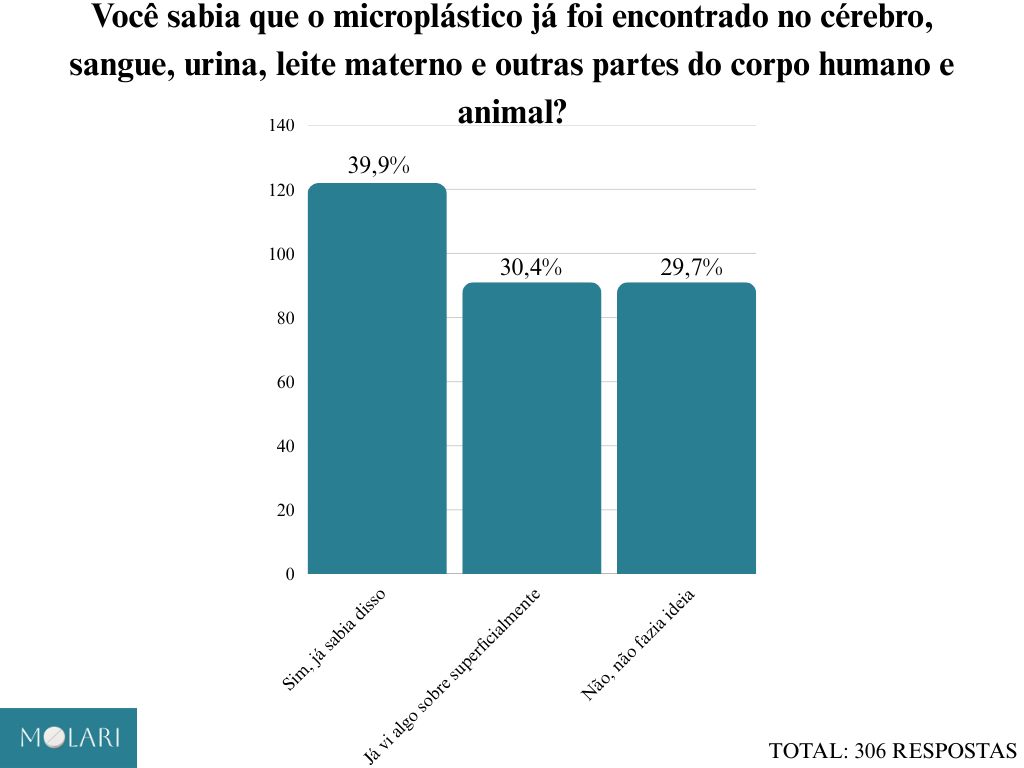 Você sabia que o microplástico já foi encontrado no cérebro,
sangue, urina, leite materno e outras partes do corpo humano e
animal?
140
39,9%
120
100
30,4%
29,7%
80
60
40
20
0
Sim, já sabia disso
Já vi algo sobre superficialmente
Não, não fazia ideia
MOLARI
TOTAL: 306 RESPOSTAS